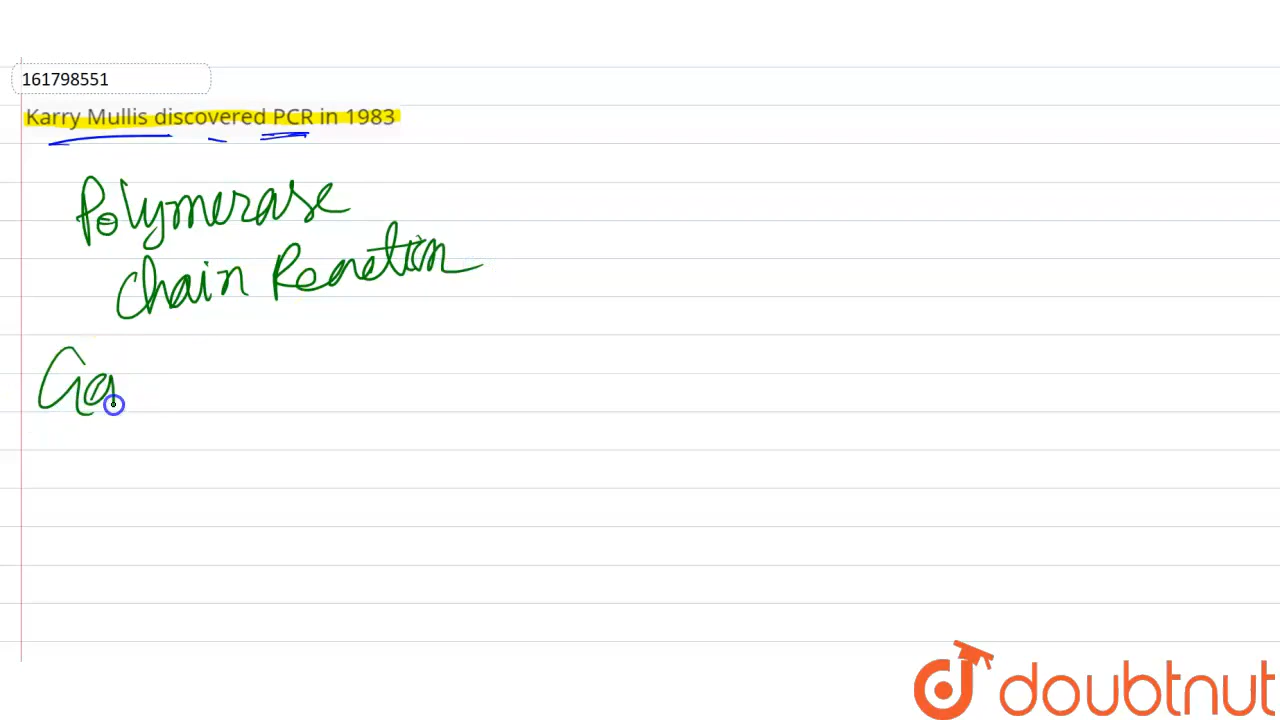 161798551
Karry Mullis discovered PCR in 1983
Polymerase
Chain Reaction
doubtnut